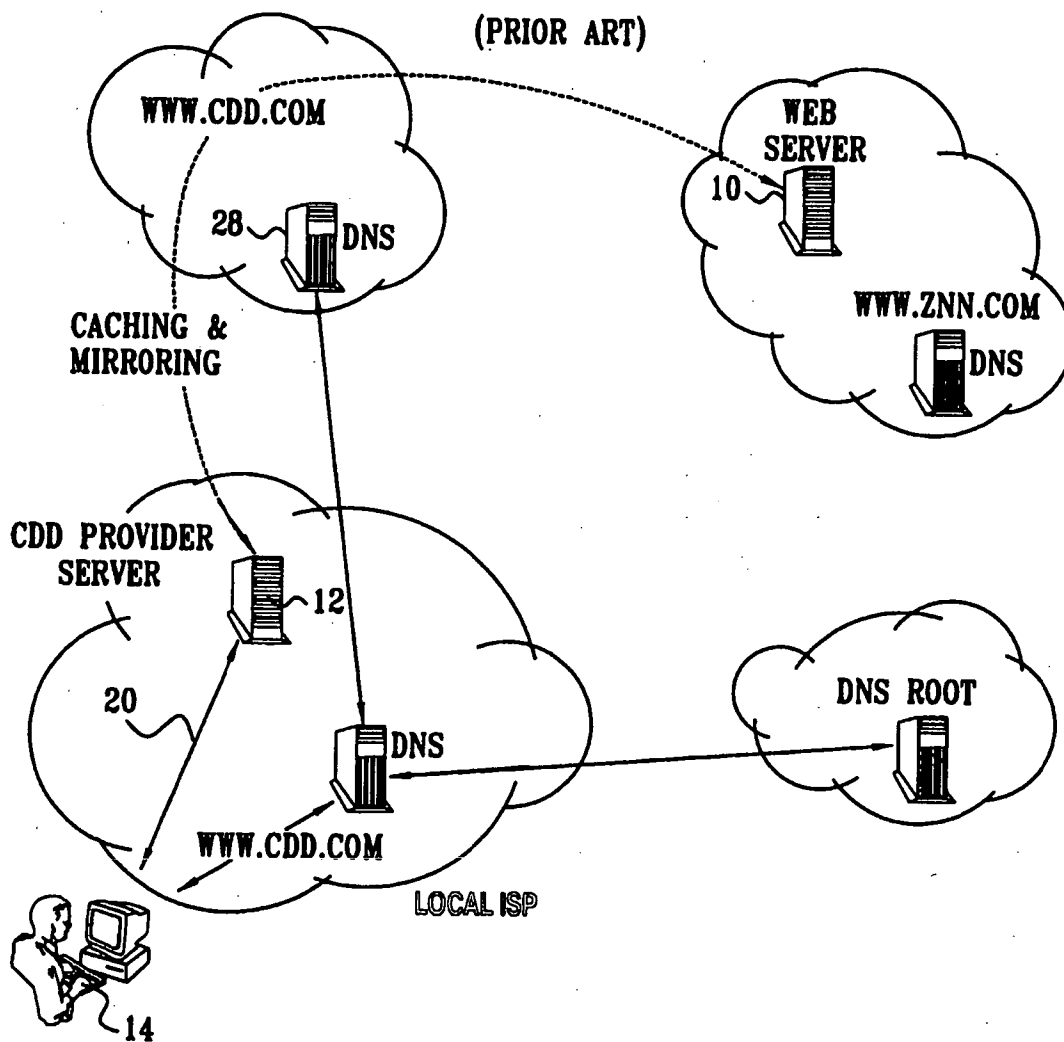 (PRIOR ART)
WWW.CDD.COM
WEB
SERVER
10
28
DNS
WWW.ZNN.COM
DNS
CACHING &
MIRRORING
CDD PROVIDER
SERVER
12
20
DNS
DNS ROOT
WWW.CDD.COM
LOCAL ISP
14